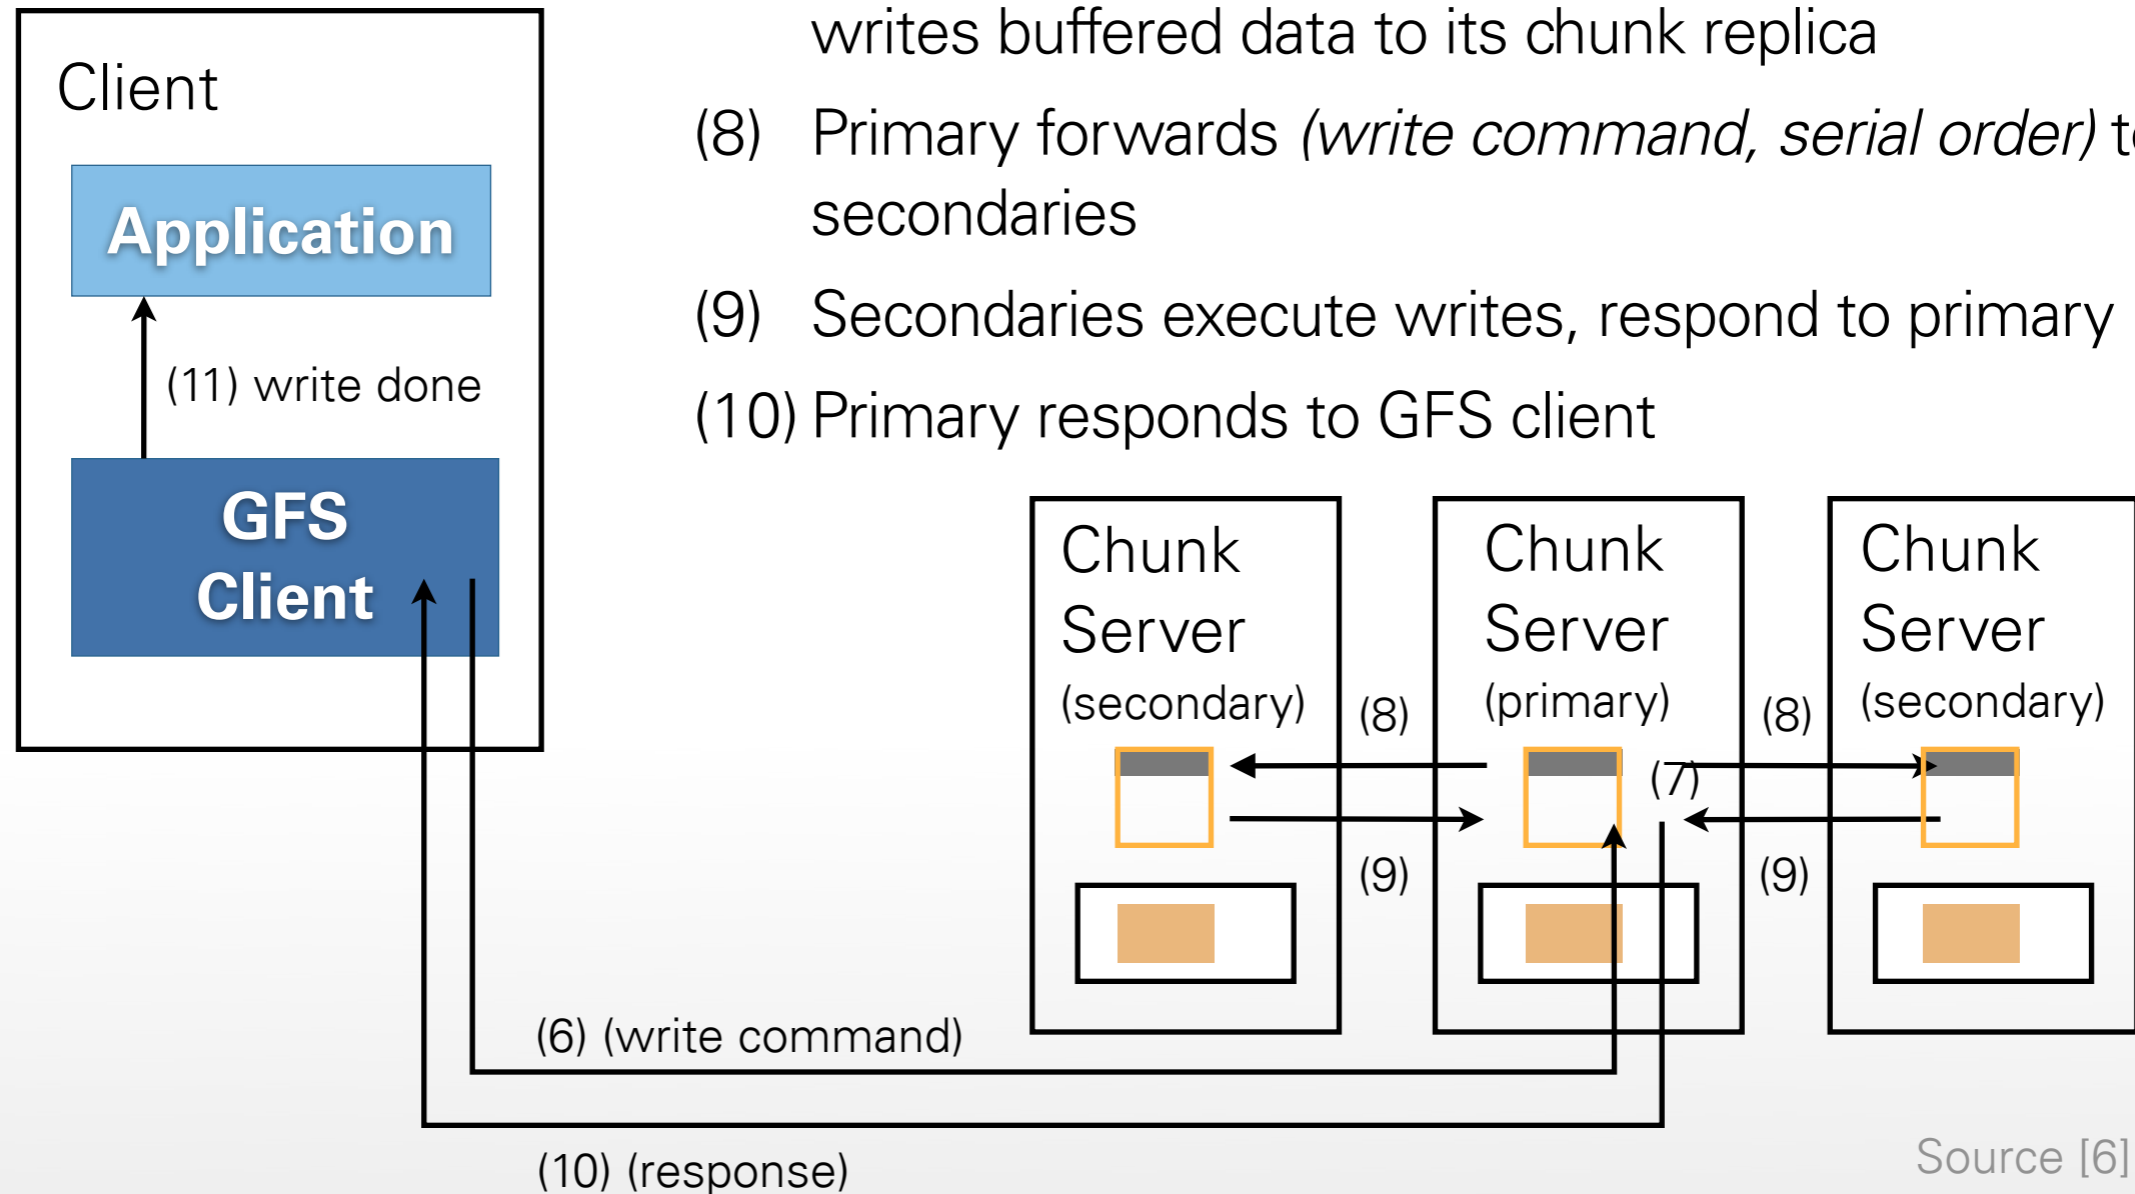 writes buffered data to its chunk replica
(8) Primary forwards (write command, serial order) to
secondaries
(9) Secondaries execute writes, respond to primary
(10) Primary responds to GFS client
Client
Application
(11) write done
GFS
Client
Chunk
Server
(secondary)
Chunk
Server
(primary)
Chunk
Server
(secondary)
(8)
(8)
(7)
(9)
(9)
(6) (write command)
(10) (response)
Source [6]